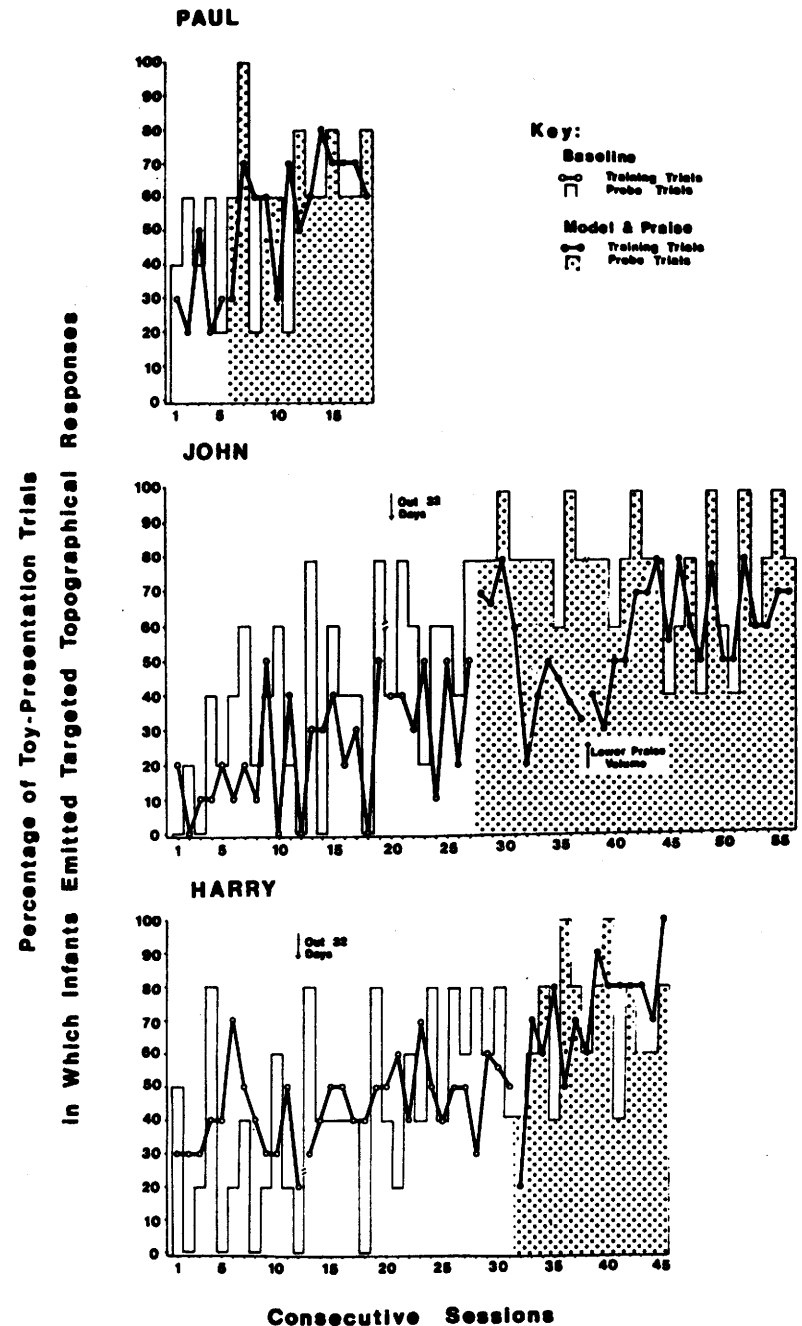 PAUL
100
90
80
70
60
50
40
30
20
10
0
1 5 10 15
Key:
Baseline
Training Trials
Probe Trials
Model & Praise
Training Trials
Probe Trials
Percentage of Toy-Presentation Trials
in Which Infants Emitted Targeted Topographical Responses
JOHN
100
90
80
70
60
50
40
30
20
10
0
Out 33
Days
Lower Praise
Volume
1 5 10 15 20 25 30 35 40 45 50 55
HARRY
100
90
80
70
60
50
40
30
20
10
0
Out 32
Days
1 5 10 15 20 25 30 35 40 45
Consecutive Sessions